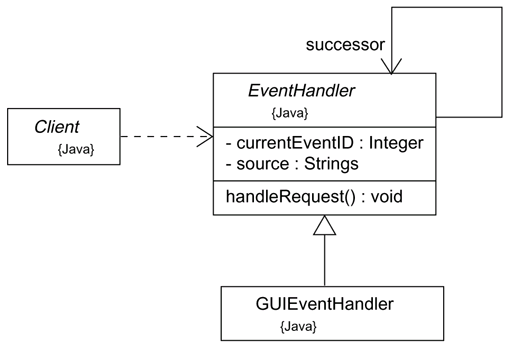 successor
EventHandler
{Java}
Client
{Java}
- currentEventID : Integer
- source : Strings
handleRequest() : void
GUIEventHandler
{Java}